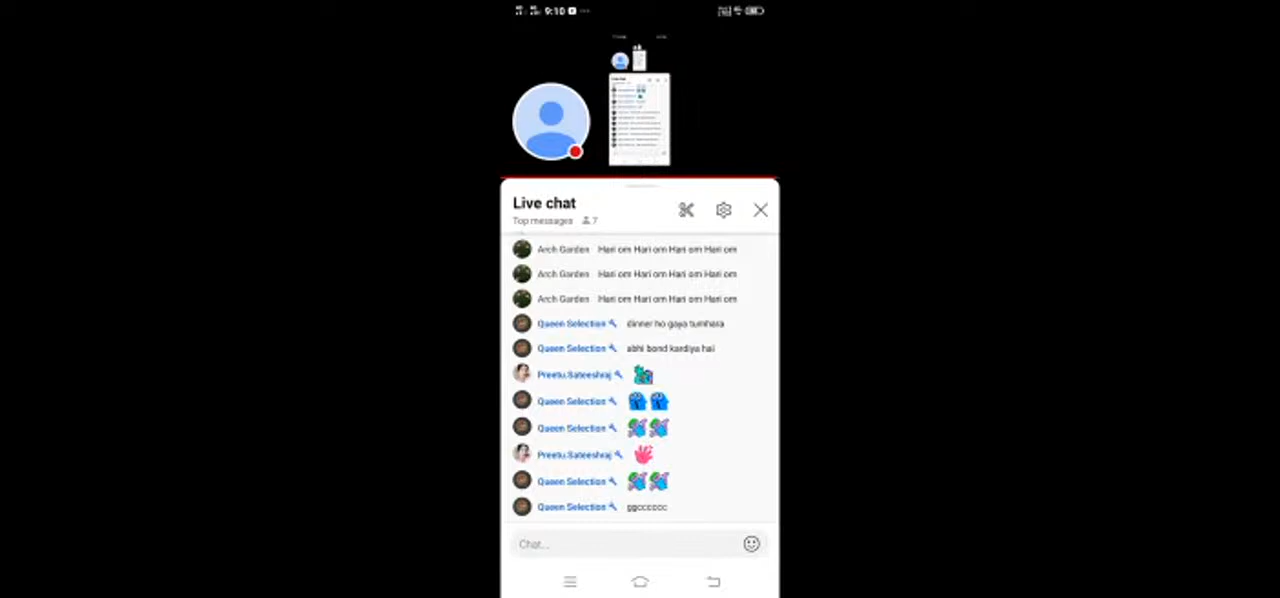 9:10
Live chat
Top messages 7
Arch Garden Hari om Hari om Hari om Hari om
Arch Garden Hari om Hari om Hari om Hari om
Arch Garden Hari om Hari om Hari om Hari om
Queen Selection dinner ho gaya tumhara
Queen Selection abhi bond kardiya hai
Preetu.Sateeshraj
Queen Selection
Queen Selection
Preetu.Sateeshraj
Queen Selection
Queen Selection ggcccccc
Chat...